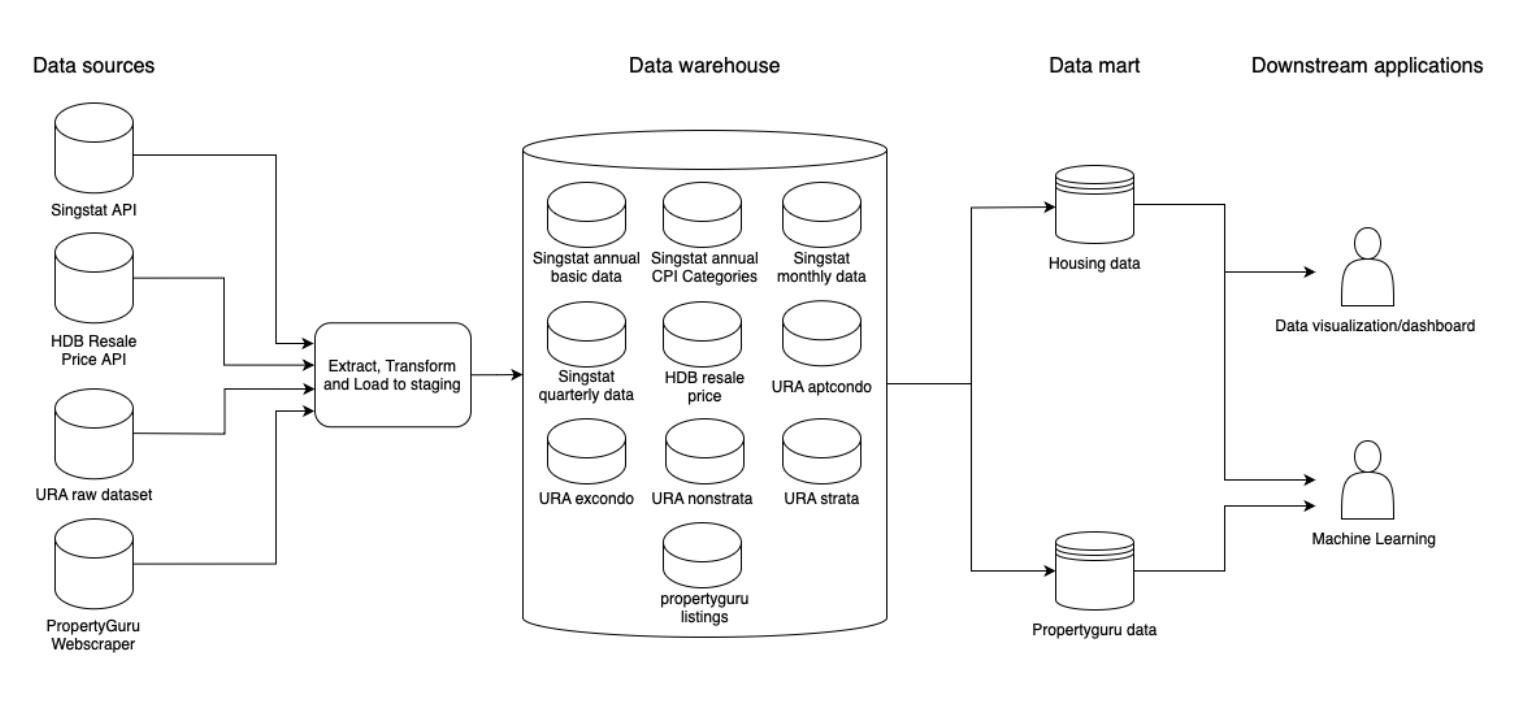 Data sources
Data warehouse
Data mart
Downstream applications
Singstat API
HDB Resale
Price API
URA raw dataset
PropertyGuru
Webscraper
Extract, Transform
and Load to staging
Singstat annual
basic data
Singstat annual
CPI Categories
Singstat
monthly data
Singstat
quarterly data
HDB resale
price
URA aptcondo
URA excondo
URA nonstrata
URA strata
propertyguru
listings
Housing data
Propertyguru data
Data visualization/dashboard
Machine Learning